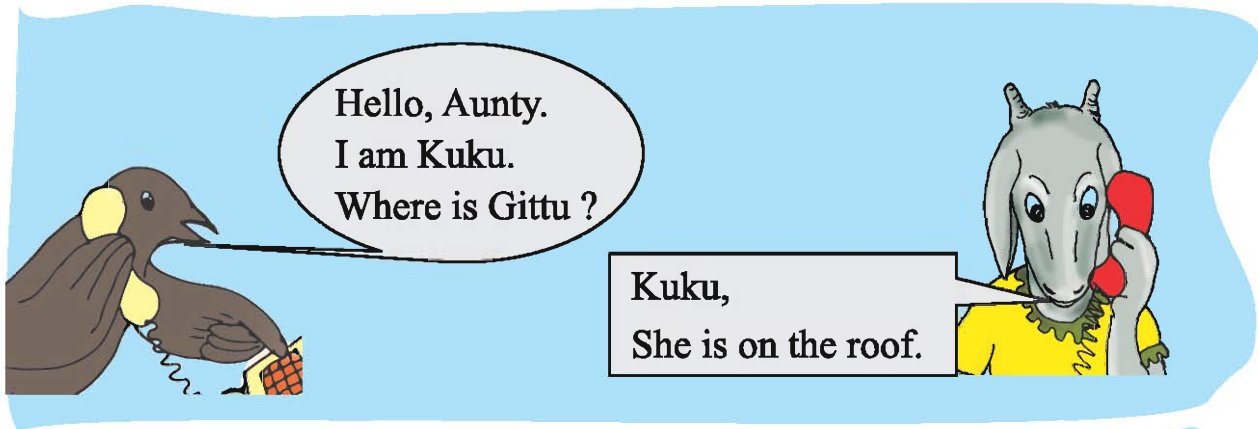 Hello, Aunty.
I am Kuku.
Where is Gittu ?
Kuku,
She is on the roof.